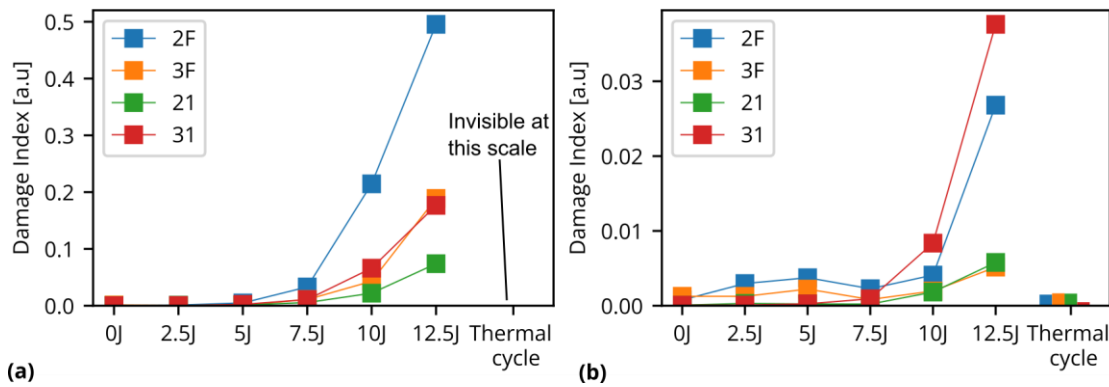 Damage Index [a.u]
0.5
0.4
0.3
0.2
0.1
0.0
2F
3F
21
31
Invisible at
this scale
0J
2.5J
5J
7.5J
10J
12.5J
Thermal
cycle
(a)
Damage Index [a.u]
0.03
0.02
0.01
0.00
2F
3F
21
31
0J
2.5J
5J
7.5J
10J
12.5J
Thermal
cycle
(b)